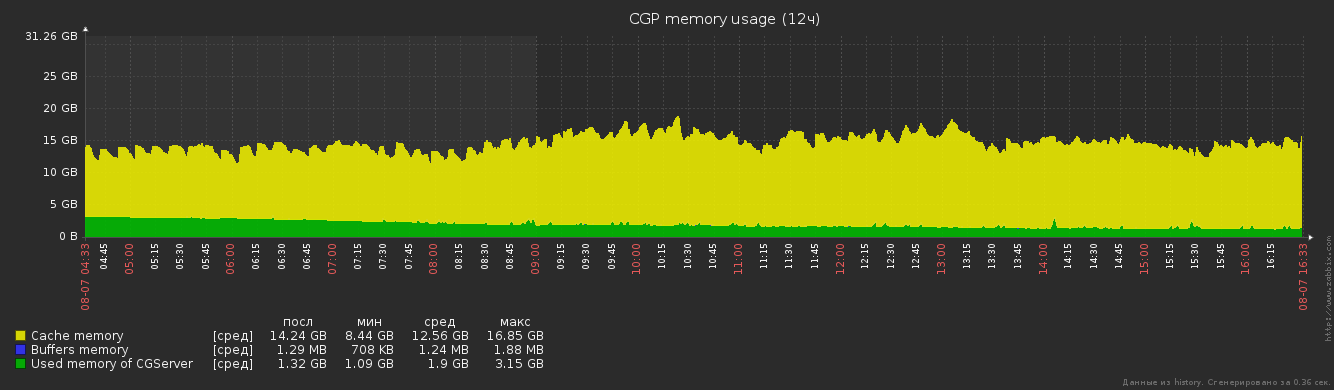 CGP memory usage (12ч)
31.26 GB
25 GB
20 GB
15 GB
10 GB
5 GB
0 B
08-07 04:33 04:45 05:00 05:15 05:30 05:45 06:00 06:15 06:30 06:45 07:00 07:15 07:30 07:45 08:00 08:15 08:30 08:45 09:00 09:15 09:30 09:45 10:00 10:15 10:30 10:45 11:00 11:15 11:30 11:45 12:00 12:15 12:30 12:45 13:00 13:15 13:30 13:45 14:00 14:15 14:30 14:45 15:00 15:15 15:30 15:45 16:00 16:15 08-07 16:33
посл мин сред макс
Cache memory [сред] 14.24 GB 8.44 GB 12.56 GB 16.85 GB
Buffers memory [сред] 1.29 MB 708 KB 1.24 MB 1.88 MB
Used memory of CGServer [сред] 1.32 GB 1.09 GB 1.9 GB 3.15 GB
http://www.zabbix.com
Данные из history. Сгенерировано за 0.36 сек.